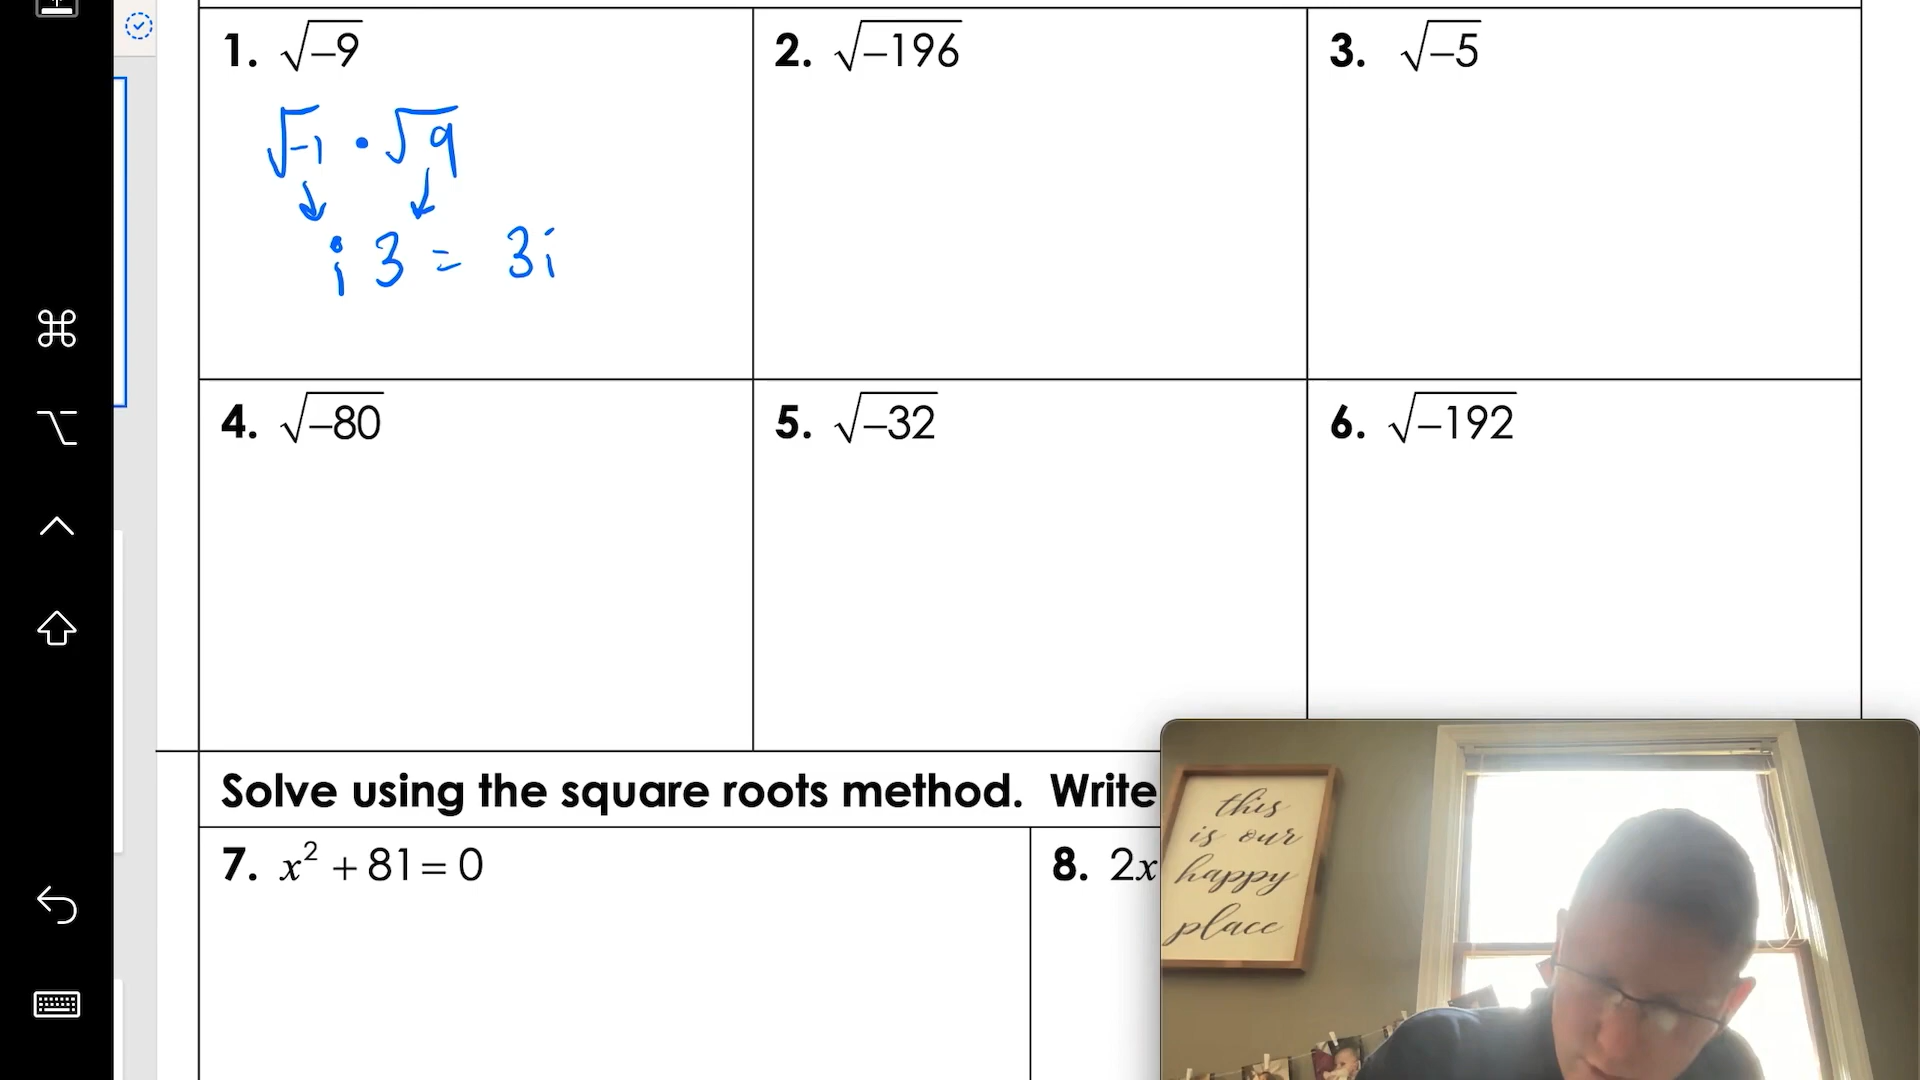 1. √–9
√-1 • √9
i 3 = 3i
2. √–196
3. √–5
4. √–80
5. √–32
6. √–192
Solve using the square roots method. Write
7. x² + 81 = 0
8. 2x
this
is our
happy
place